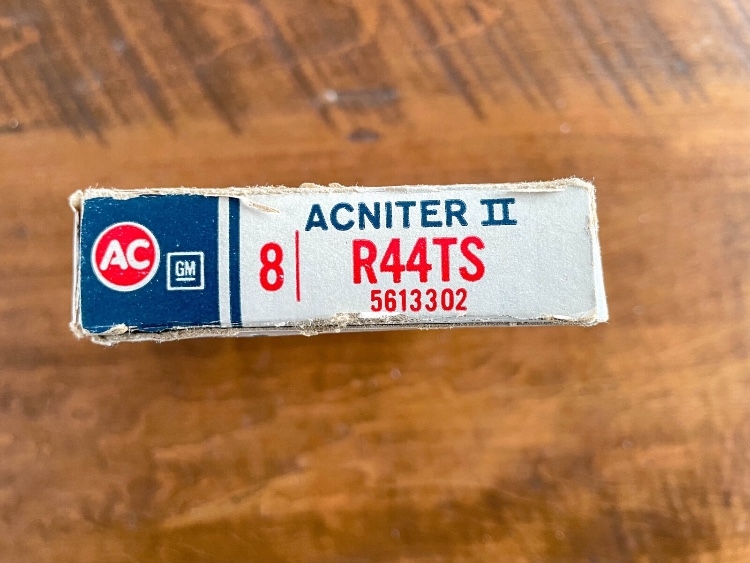 AC
GM
8
ACNITER II
R44TS
5613302